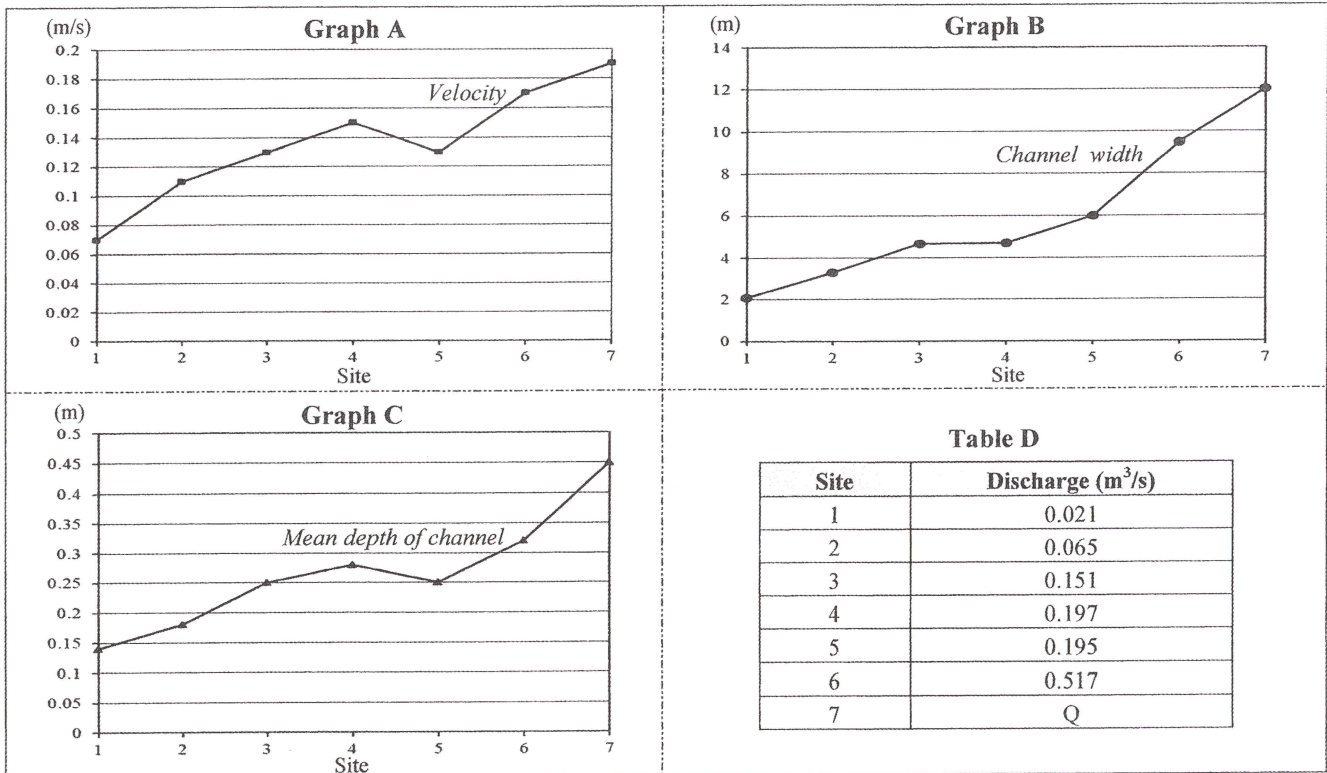 Graph A
(m/s)
0.2
0.18
0.16
0.14
0.12
0.1
0.08
0.06
0.04
0.02
0
Velocity
1 2 3 4 5 6 7
Site
Graph B
(m)
14
12
10
8
6
4
2
0
Channel width
1 2 3 4 5 6 7
Site
Graph C
(m)
0.5
0.45
0.4
0.35
0.3
0.25
0.2
0.15
0.1
0.05
0
Mean depth of channel
1 2 3 4 5 6 7
Site
Table D
Site Discharge (m³/s)
1 0.021
2 0.065
3 0.151
4 0.197
5 0.195
6 0.517
7 Q